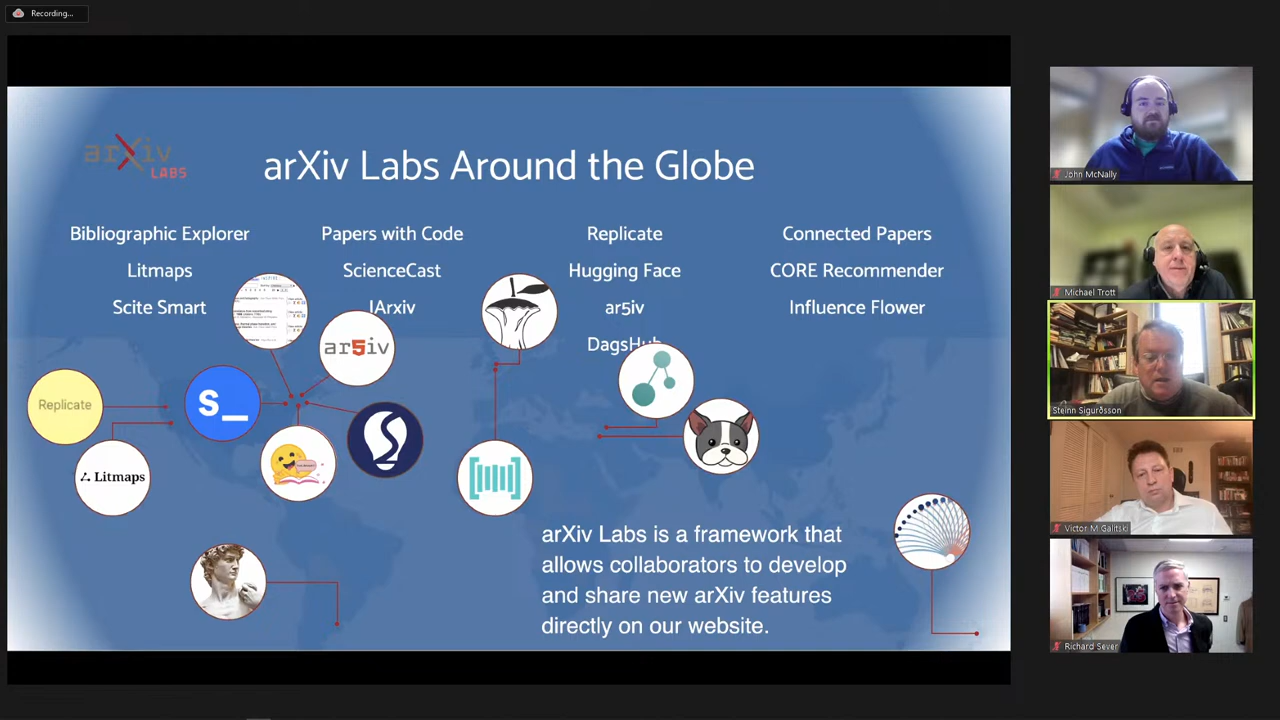 Recording...
arXiv
LABS
arXiv Labs Around the Globe
Bibliographic Explorer
Litmaps
Scite Smart
Papers with Code
ScienceCast
IArxiv
Replicate
Hugging Face
ar5iv
DagsHub
Connected Papers
CORE Recommender
Influence Flower
ar5iv
Replicate
S_
Litmaps
arXiv Labs is a framework that
allows collaborators to develop
and share new arXiv features
directly on our website.
John McNally
Michael Trott
Steinn Sigurðsson
Victor M Galitski
Richard Sever